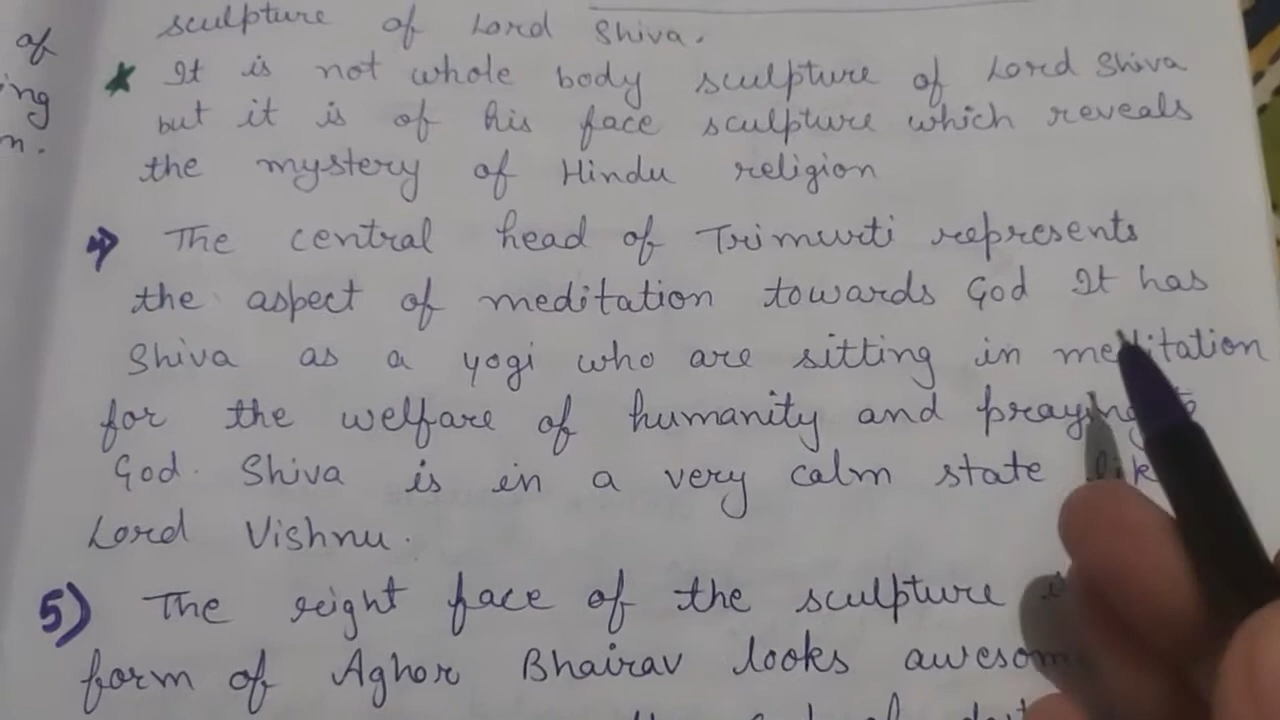 of
ing
n.
sculpture of Lord Shiva.
It is not whole body sculpture of Lord Shiva
but it is of his face sculpture which reveals
the mystery of Hindu religion
The central head of Trimurti represents
the aspect of meditation towards God It has
Shiva as a yogi who are sitting in meditation
for the welfare of humanity and praying to
God. Shiva is in a very calm state
Lord Vishnu.
5) The right face of the sculpture
form of Aghor Bhairav looks